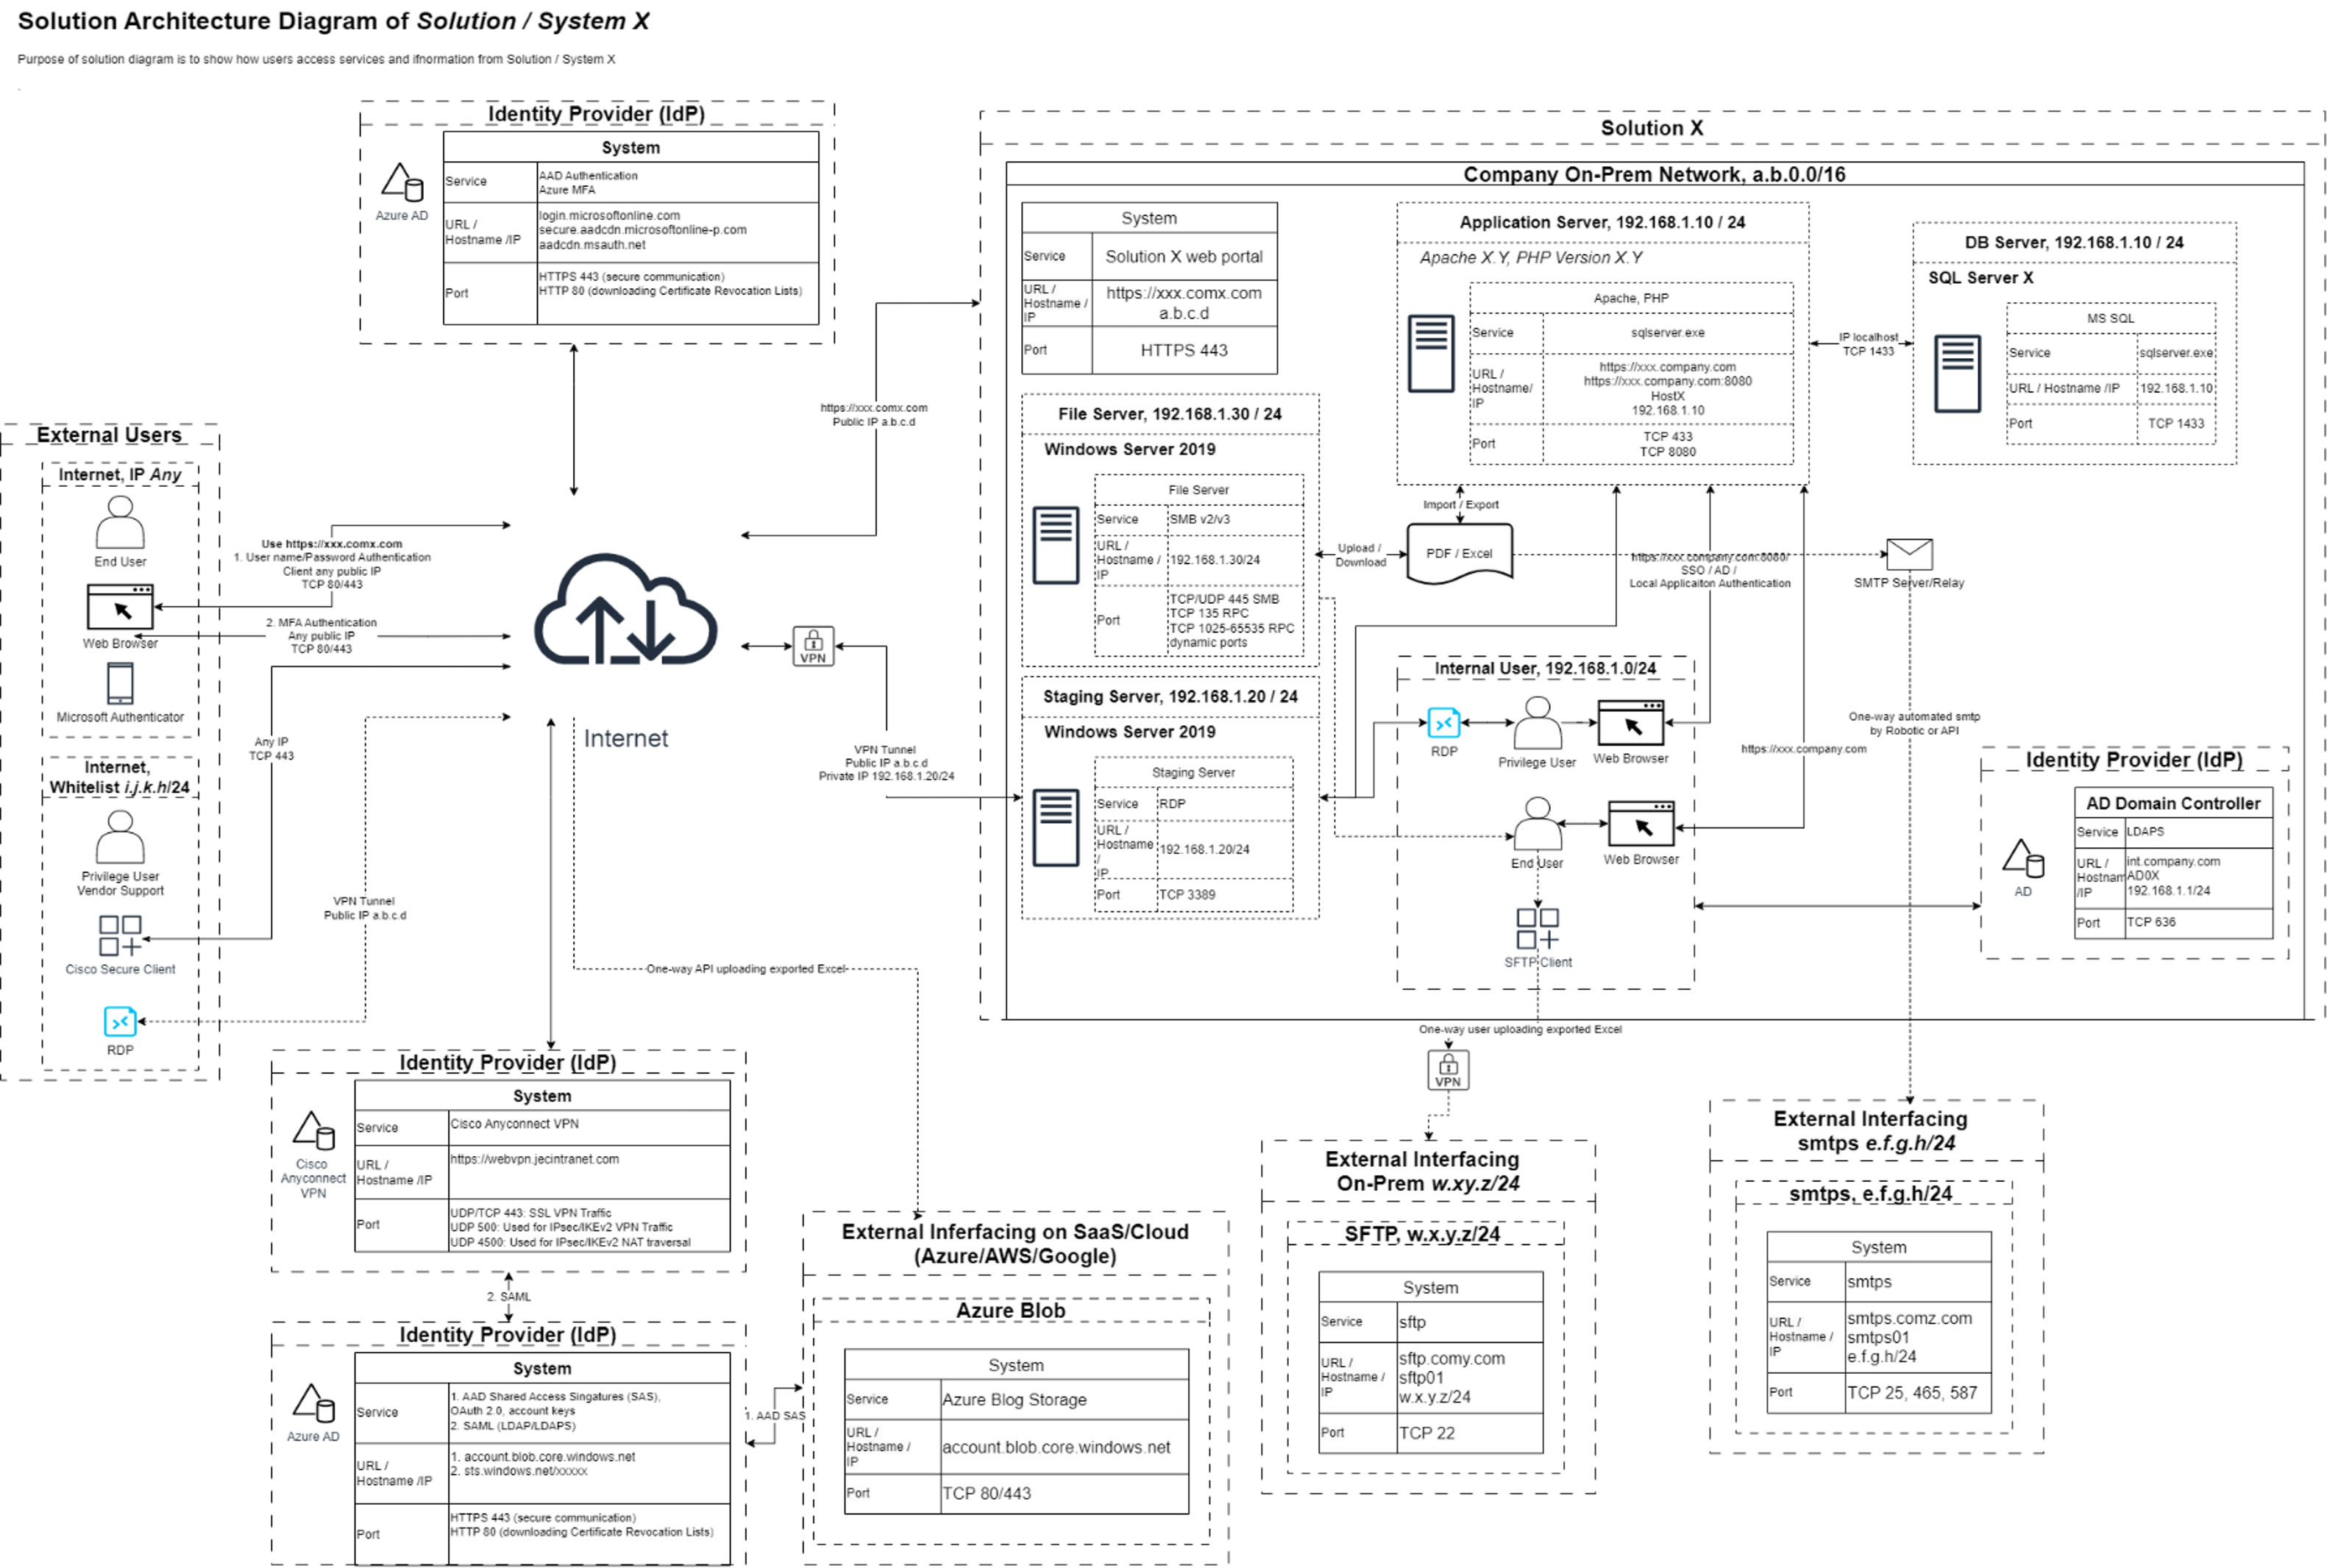 Solution Architecture Diagram of Solution / System X
Purpose of solution diagram is to show how users access services and ifnormation from Solution / System X
.
Identity Provider (IdP)
System
Azure AD
Service
AAD Authentication
Azure MFA
URL /
Hostname /IP
login.microsoftonline.com
secure.aadcdn.microsoftonline-p.com
aadcdn.msauth.net
Port
HTTPS 443 (secure communication)
HTTP 80 (downloading Certificate Revocation Lists)
External Users
Internet, IP Any
End User
Web Browser
Microsoft Authenticator
Internet,
Whitelist i.j.k.h/24
Privilege User
Vendor Support
Cisco Secure Client
RDP
Use https://xxx.comx.com
1. User name/Password Authentication
Client any public IP
TCP 80/443
2. MFA Authentication
Any public IP
TCP 80/443
Any IP
TCP 443
VPN Tunnel
Public IP a.b.c.d
Internet
https://xxx.comx.com
Public IP a.b.c.d
VPN
VPN Tunnel
Public IP a.b.c.d
Private IP 192.168.1.20/24
One-way API uploading exported Excel
Identity Provider (IdP)
System
Cisco
Anyconnect
VPN
Service
Cisco Anyconnect VPN
URL /
Hostname /IP
https://webvpn.jecintranet.com
Port
UDP/TCP 443: SSL VPN Traffic
UDP 500: Used for IPsec/IKEv2 VPN Traffic
UDP 4500: Used for IPsec/IKEv2 NAT traversal
2. SAML
Identity Provider (IdP)
System
Azure AD
Service
1. AAD Shared Access Singatures (SAS),
OAuth 2.0, account keys
2. SAML (LDAP/LDAPS)
URL /
Hostname /IP
1. account.blob.core.windows.net
2. sts.windows.net/xxxxx
Port
HTTPS 443 (secure communication)
HTTP 80 (downloading Certificate Revocation Lists)
1. AAD SAS
External Inferfacing on SaaS/Cloud
(Azure/AWS/Google)
Azure Blob
System
Service
Azure Blog Storage
URL /
Hostname /
IP
account.blob.core.windows.net
Port
TCP 80/443
Solution X
Company On-Prem Network, a.b.0.0/16
System
Service
Solution X web portal
URL /
Hostname /
IP
https://xxx.comx.com
a.b.c.d
Port
HTTPS 443
File Server, 192.168.1.30 / 24
Windows Server 2019
File Server
Service
SMB v2/v3
URL /
Hostname /
IP
192.168.1.30/24
Port
TCP/UDP 445 SMB
TCP 135 RPC
TCP 1025-65535 RPC
dynamic ports
Staging Server, 192.168.1.20 / 24
Windows Server 2019
Staging Server
Service
RDP
URL /
Hostname
/
IP
192.168.1.20/24
Port
TCP 3389
Application Server, 192.168.1.10 / 24
Apache X.Y, PHP Version X.Y
Apache, PHP
Service
sqlserver.exe
URL /
Hostname/
IP
https://xxx.company.com
https://xxx.company.com:8080
HostX
192.168.1.10
Port
TCP 433
TCP 8080
IP localhost
TCP 1433
DB Server, 192.168.1.10 / 24
SQL Server X
MS SQL
Service
sqlserver.exe
URL / Hostname /IP
192.168.1.10
Port
TCP 1433
Import / Export
Upload /
Download
PDF / Excel
https://xxx.company.com:8080/
SSO / AD /
Local Applicaiton Authentication
SMTP Server/Relay
Internal User, 192.168.1.0/24
RDP
Privilege User
Web Browser
End User
Web Browser
SFTP Client
https://xxx.company.com
One-way automated smtp
by Robotic or API
Identity Provider (IdP)
AD Domain Controller
AD
Service
LDAPS
URL /
Hostnam
/IP
int.company.com
AD0X
192.168.1.1/24
Port
TCP 636
One-way user uploading exported Excel
VPN
External Interfacing
On-Prem w.xy.z/24
SFTP, w.x.y.z/24
System
Service
sftp
URL /
Hostname /
IP
sftp.comy.com
sftp01
w.x.y.z/24
Port
TCP 22
External Interfacing
smtps e.f.g.h/24
smtps, e.f.g.h/24
System
Service
smtps
URL /
Hostname /
IP
smtps.comz.com
smtps01
e.f.g.h/24
Port
TCP 25, 465, 587